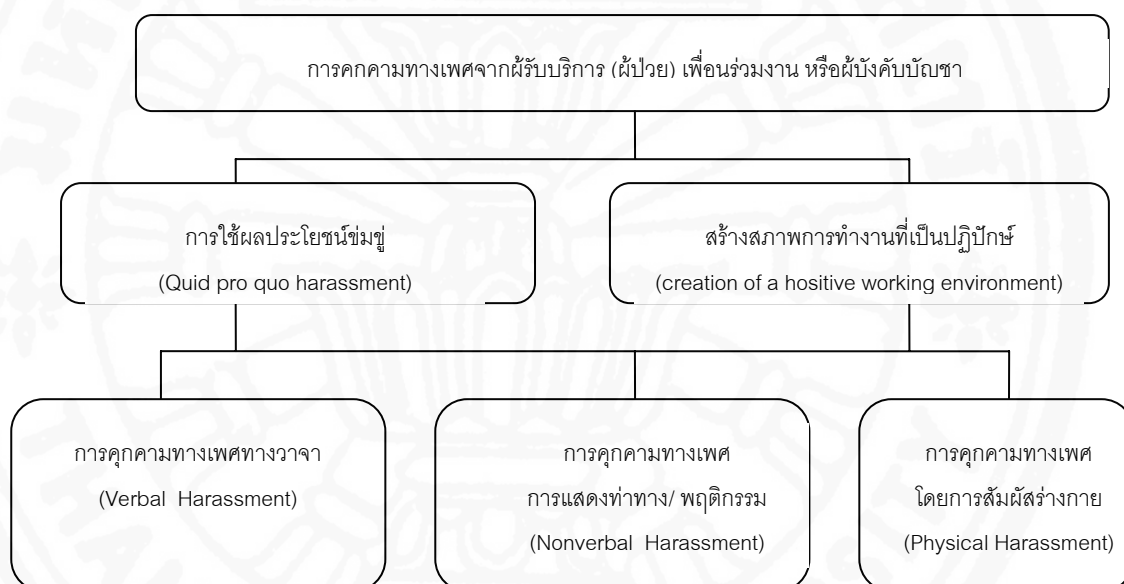 การคกคามทางเพศจากผ้รับบริการ (ผ้ป่วย) เพื่อนร่วมงาน หรือผ้บังคับบัณชา
การใช้ผลประโยชน์ข่มขู่
(Quid pro quo harassment)
สร้างสภาพการทำงานที่เป็นปฏิปักษ์
(creation of a hositive working environment)
การคุกคามทางเพศทางวาจา
(Verbal Harassment)
การคุกคามทางเพศ
การแสดงท่าทาง/ พฤติกรรม
(Nonverbal Harassment)
การคุกคามทางเพศ
โดยการสัมผัสร่างกาย
(Physical Harassment)